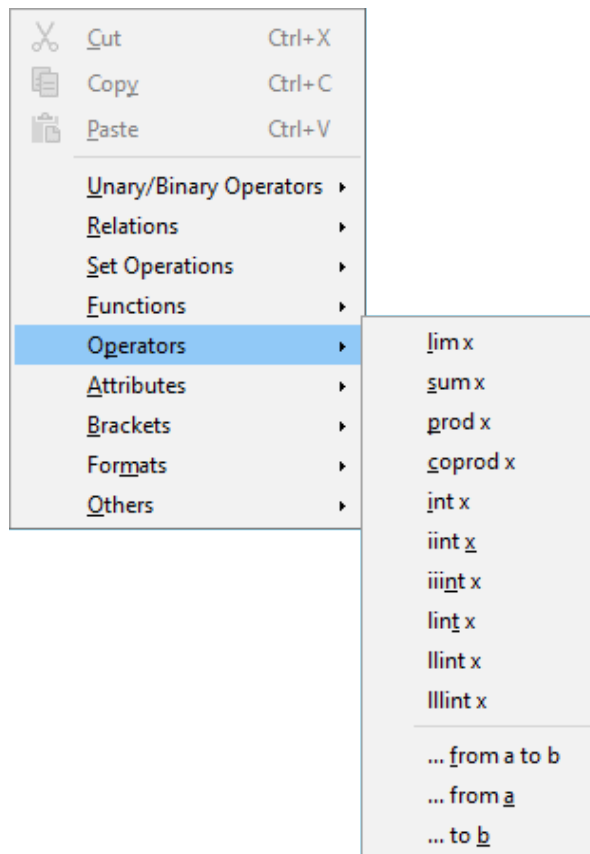 Cut Ctrl+X
Copy Ctrl+C
Paste Ctrl+V
Unary/Binary Operators
Relations
Set Operations
Functions
Operators
Attributes
Brackets
Formats
Others
lim x
sum x
prod x
coprod x
int x
iint x
iiint x
lint x
llint x
lllint x
... from a to b
... from a
... to b